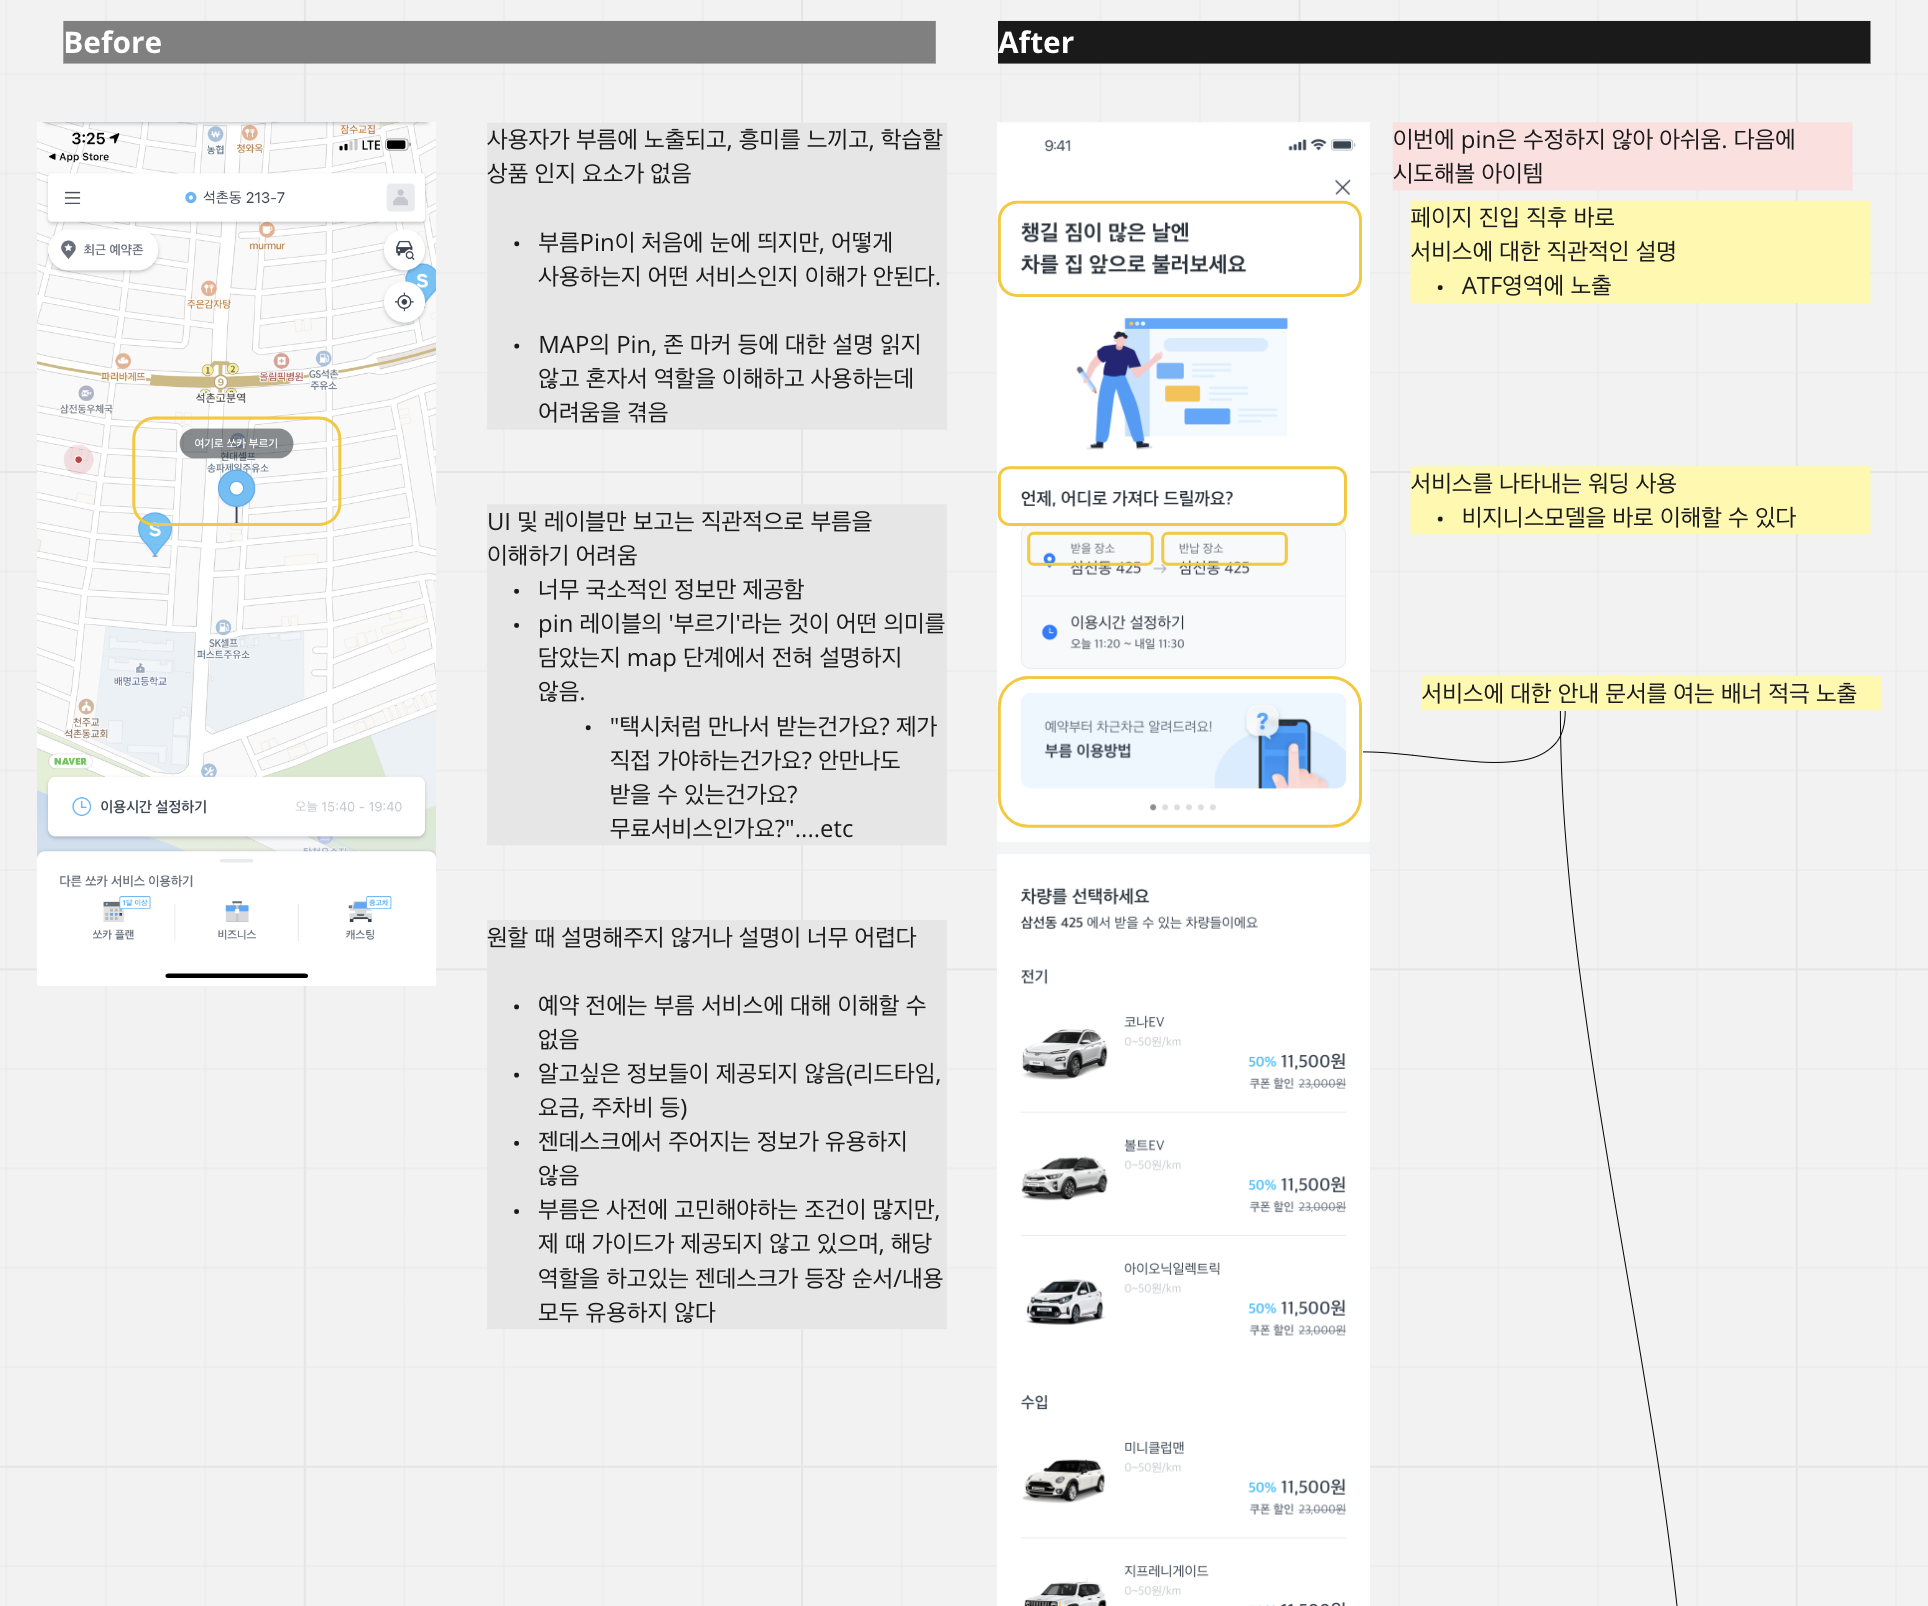 Before
3:25
App Store
LTE
농협
청와옥
장수교집
석촌동 213-7
최근 예약존
murmur
S
주은감자탕
파리바게뜨
1
2
9
올림픽병원
GS석촌
주유소
삼전동우체국
석촌고분역
여기로 쏘카 부르기
현대셀프
송파제일주유소
S
SK셀프
퍼스트주유소
배명고등학교
천주교
석촌동교회
NAVER
이용시간 설정하기
오늘 15:40 - 19:40
다른 쏘카 서비스 이용하기
1달 이상
중고차
쏘카 플랜
비즈니스
캐스팅
사용자가 부름에 노출되고, 흥미를 느끼고, 학습할
상품 인지 요소가 없음
• 부름Pin이 처음에 눈에 띄지만, 어떻게
사용하는지 어떤 서비스인지 이해가 안된다.
• MAP의 Pin, 존 마커 등에 대한 설명 읽지
않고 혼자서 역할을 이해하고 사용하는데
어려움을 겪음
UI 및 레이블만 보고는 직관적으로 부름을
이해하기 어려움
• 너무 국소적인 정보만 제공함
• pin 레이블의 '부르기'라는 것이 어떤 의미를
담았는지 map 단계에서 전혀 설명하지
않음.
• "택시처럼 만나서 받는건가요? 제가
직접 가야하는건가요? 안만나도
받을 수 있는건가요?
무료서비스인가요?"....etc
원할 때 설명해주지 않거나 설명이 너무 어렵다
• 예약 전에는 부름 서비스에 대해 이해할 수
없음
• 알고싶은 정보들이 제공되지 않음(리드타임,
요금, 주차비 등)
• 젠데스크에서 주어지는 정보가 유용하지
않음
• 부름은 사전에 고민해야하는 조건이 많지만,
제 때 가이드가 제공되지 않고 있으며, 해당
역할을 하고있는 젠데스크가 등장 순서/내용
모두 유용하지 않다
After
9:41
챙길 짐이 많은 날엔
차를 집 앞으로 불러보세요
언제, 어디로 가져다 드릴까요?
받을 장소
반납 장소
삼선동 425 → 삼선동 425
이용시간 설정하기
오늘 11:20 ~ 내일 11:30
예약부터 차근차근 알려드려요!
부름 이용방법
?
차량를 선택하세요
삼선동 425 에서 받을 수 있는 차량들이에요
전기
코나EV
0~50원/km
50% 11,500원
쿠폰 할인 23,000원
볼트EV
0~50원/km
50% 11,500원
쿠폰 할인 23,000원
아이오닉일렉트릭
0~50원/km
50% 11,500원
쿠폰 할인 23,000원
수입
미니클럽맨
0~50원/km
50% 11,500원
쿠폰 할인 23,000원
지프레니게이드
0~50원/km
이번에 pin은 수정하지 않아 아쉬움. 다음에
시도해볼 아이템
페이지 진입 직후 바로
서비스에 대한 직관적인 설명
• ATF영역에 노출
서비스를 나타내는 워딩 사용
• 비지니스모델을 바로 이해할 수 있다
서비스에 대한 안내 문서를 여는 배너 적극 노출